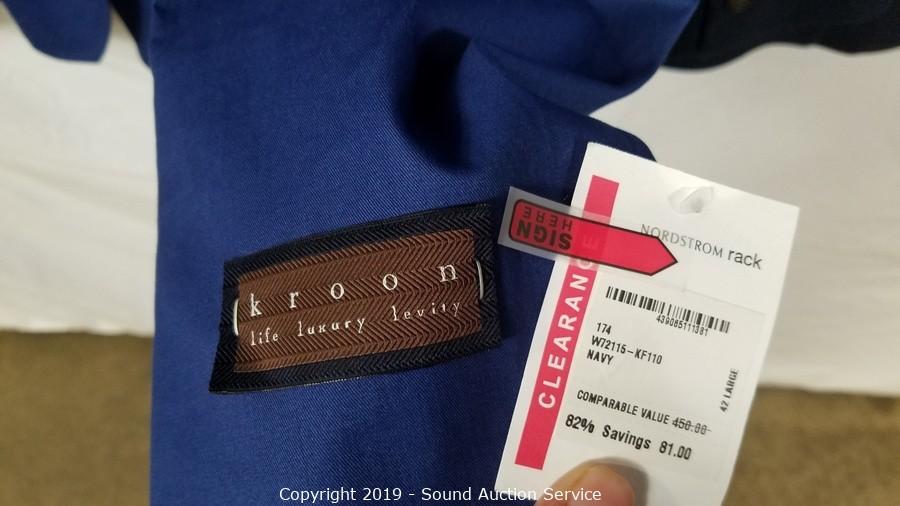 kroon
life luxury levity
SIGN
HERE
NORDSTROM rack
CLEARANCE
439085111381
174
W72115-KF110
NAVY
42 LARGE
COMPARABLE VALUE 450.00
82% Savings 81.00
Copyright 2019 - Sound Auction Service